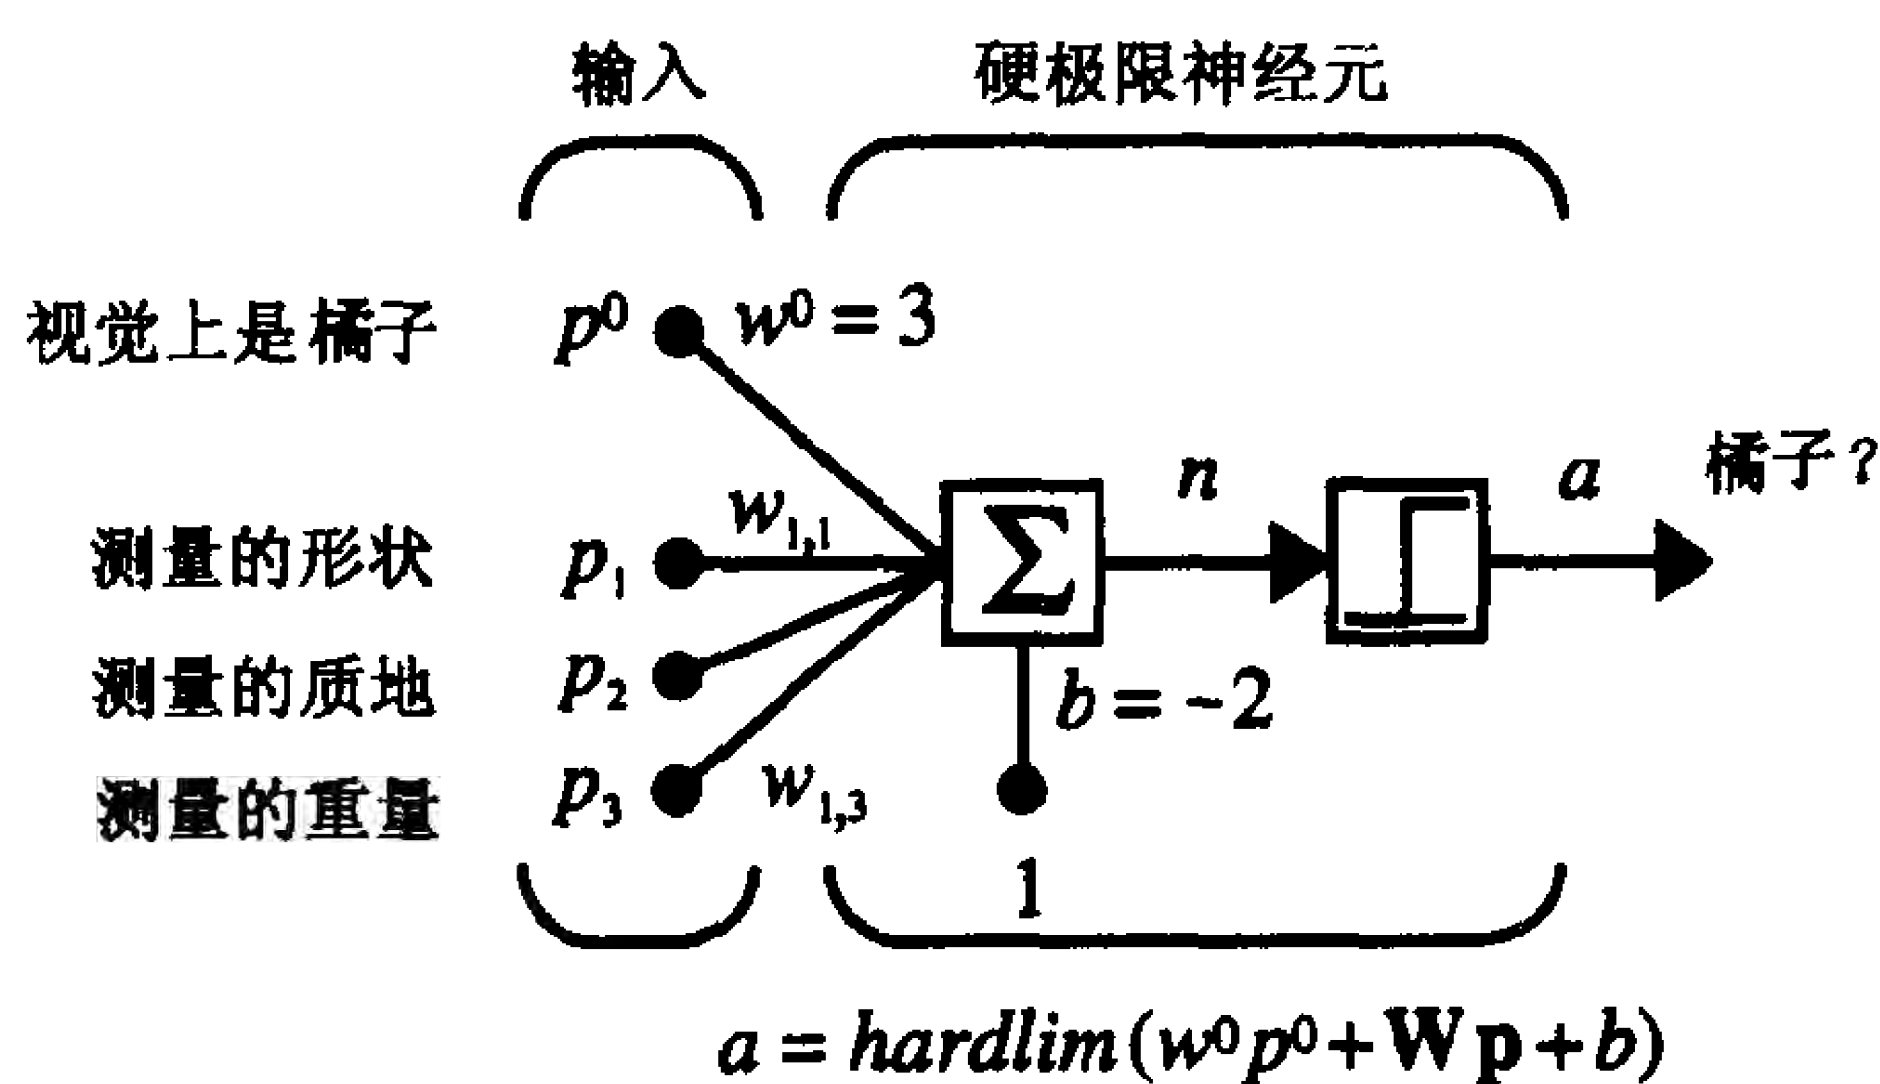 输入 硬极限神经元
视觉上是橘子 p⁰ w⁰ = 3
橘子?
n a
测量的形状 p₁ w₁,₁
Σ
测量的质地 p₂ b = -2
测量的重量 p₃ w₁,₃
1
a = hardlim(w⁰p⁰ + Wp + b)